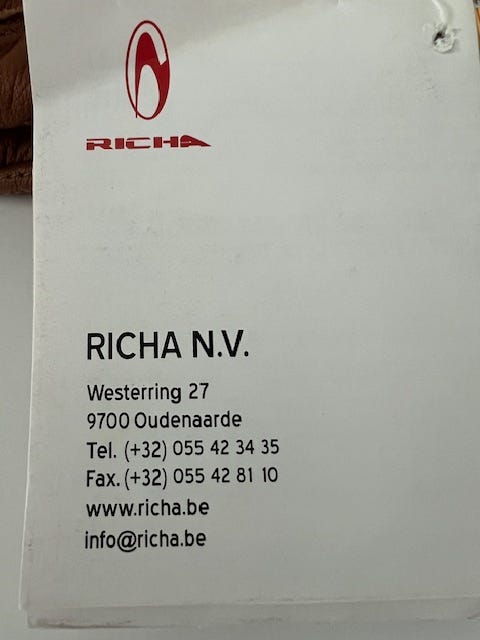 RICHA
RICHA N.V.
Westerring 27
9700 Oudenaarde
Tel. (+32) 055 42 34 35
Fax. (+32) 055 42 81 10
www.richa.be
info@richa.be